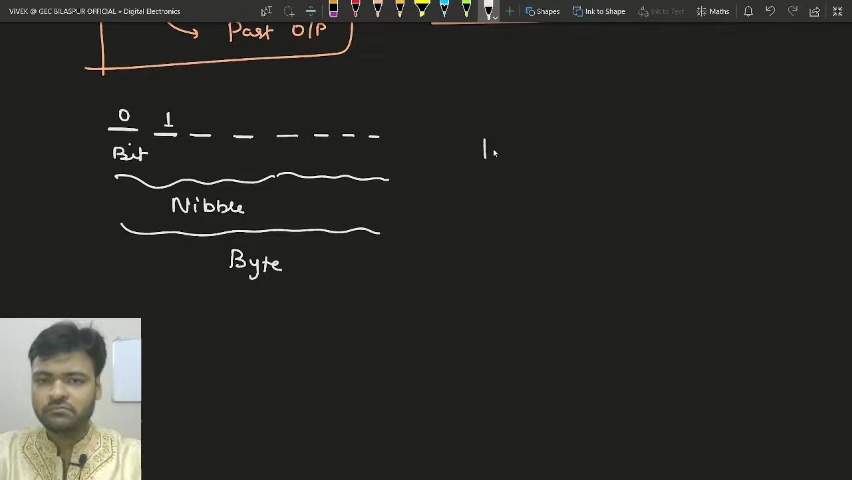 VIVEK @ GEC BILASPUR OFFICIAL » Digital Electronics
Shapes
Ink to Shape
Ink to Text
Maths
Past O/P
0 1
Bit
Nibble
Byte
1